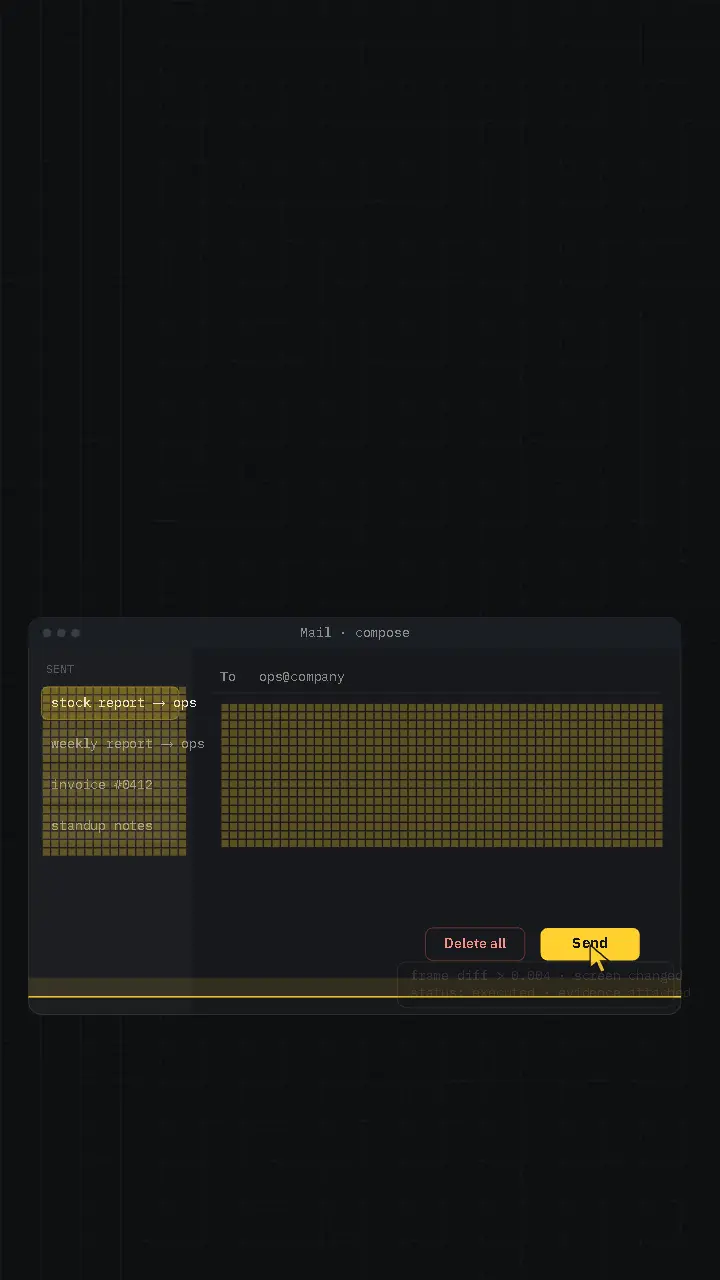 Mail · compose
SENT
stock report → ops
weekly report → ops
invoice #0412
standup notes
To ops@company
Delete all
Send
frame diff > 0.004 · screen changed
status: executed · evidence attached